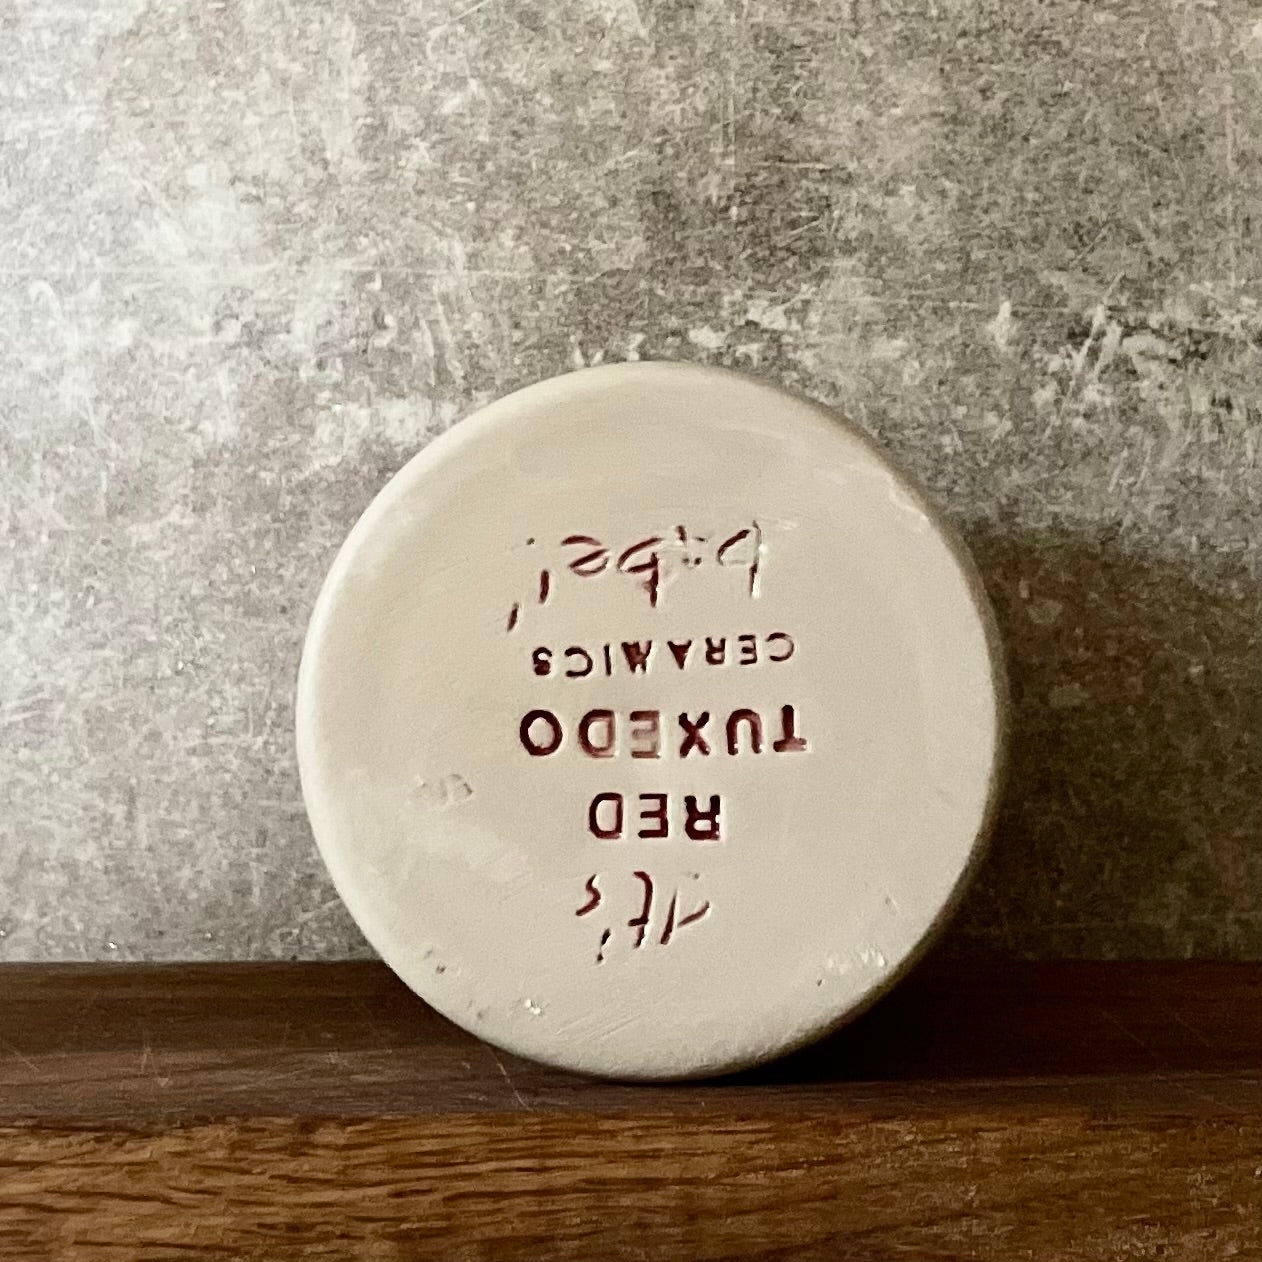 It's
RED
TUXEDO
CERAMICS
babe!